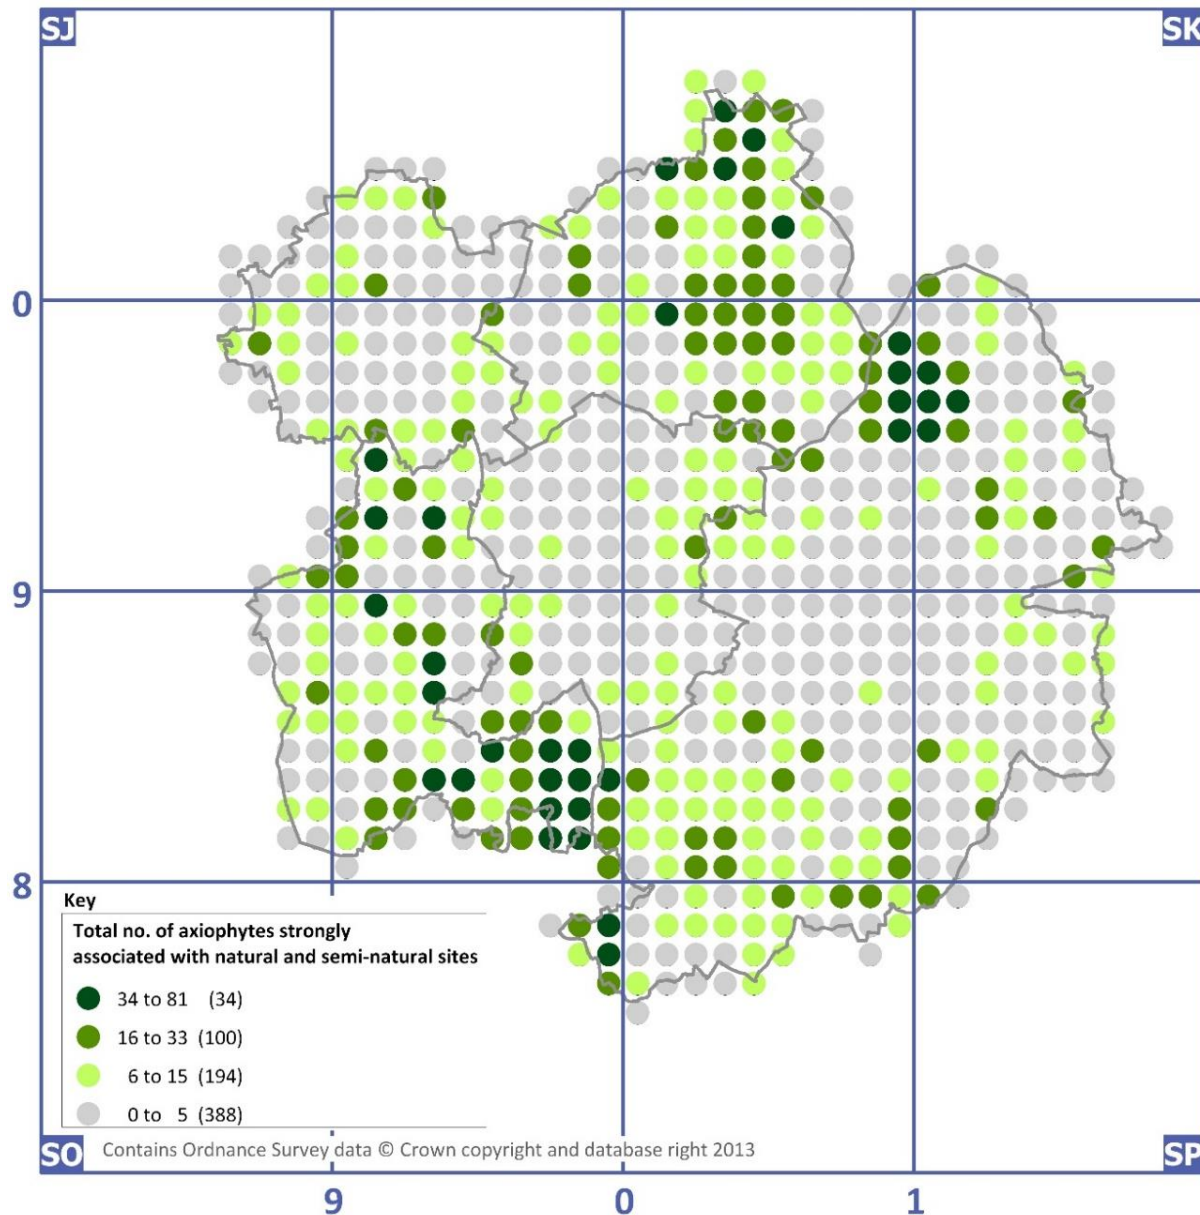 SJ
SK
0
9
8
Key
Total no. of axiophytes strongly
associated with natural and semi-natural sites
34 to 81 (34)
16 to 33 (100)
6 to 15 (194)
0 to 5 (388)
SO Contains Ordnance Survey data © Crown copyright and database right 2013 SP
9 0 1